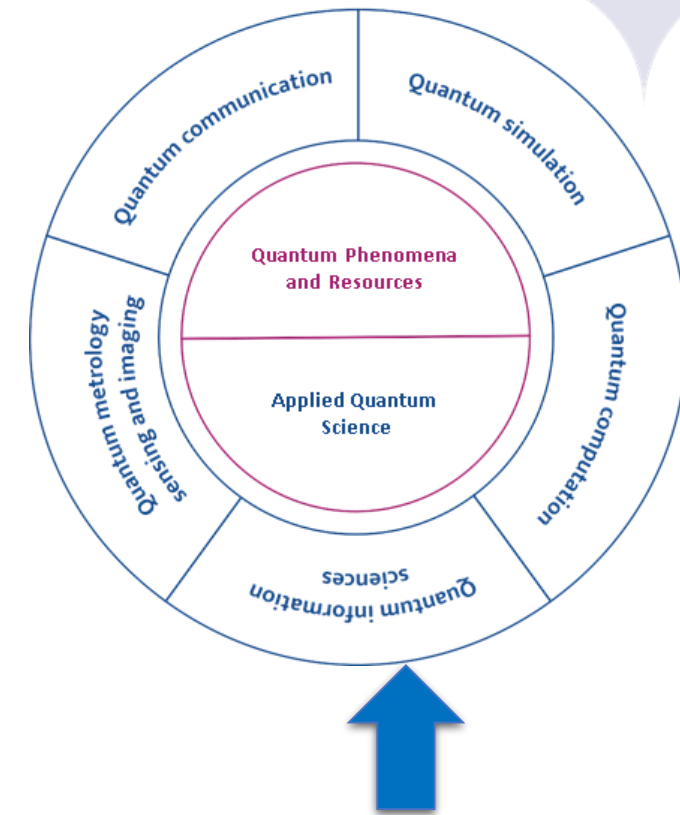 Quantum communication
Quantum simulation
Quantum Phenomena
and Resources
Applied Quantum
Science
Quantum metrology
sensing and imaging
Quantum computation
Quantum information
sciences